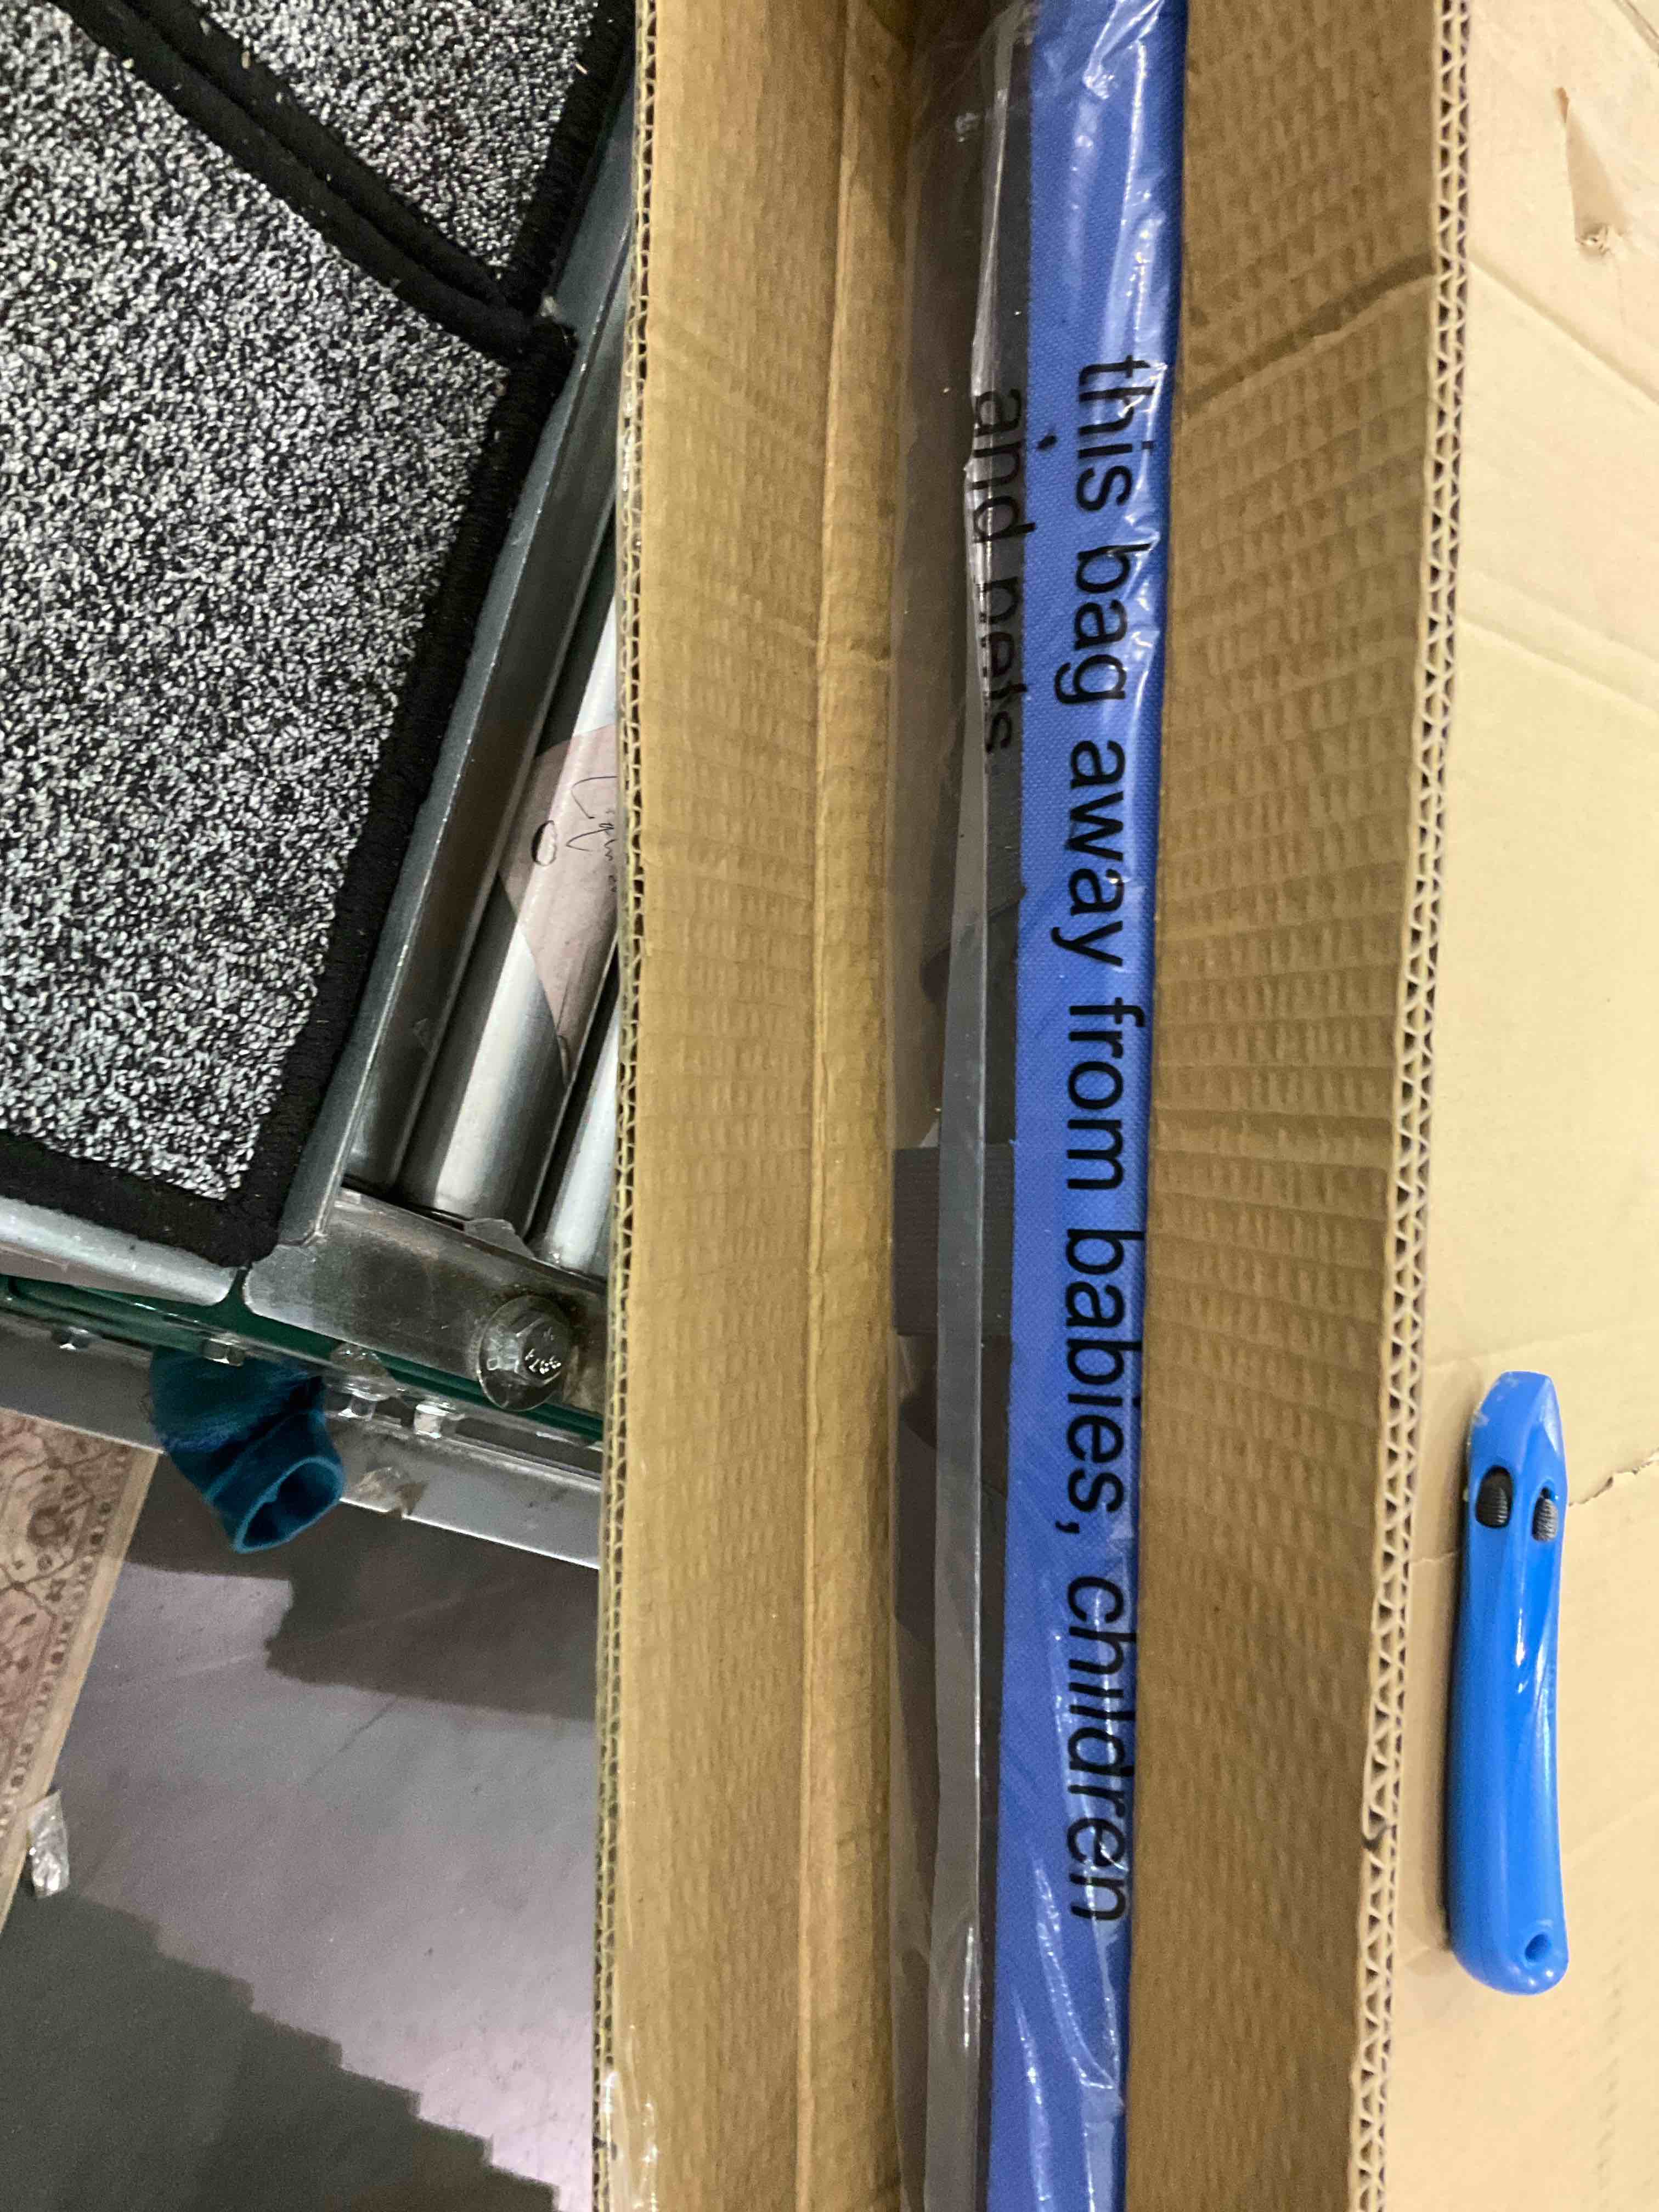 this bag away from babies, children
and pets